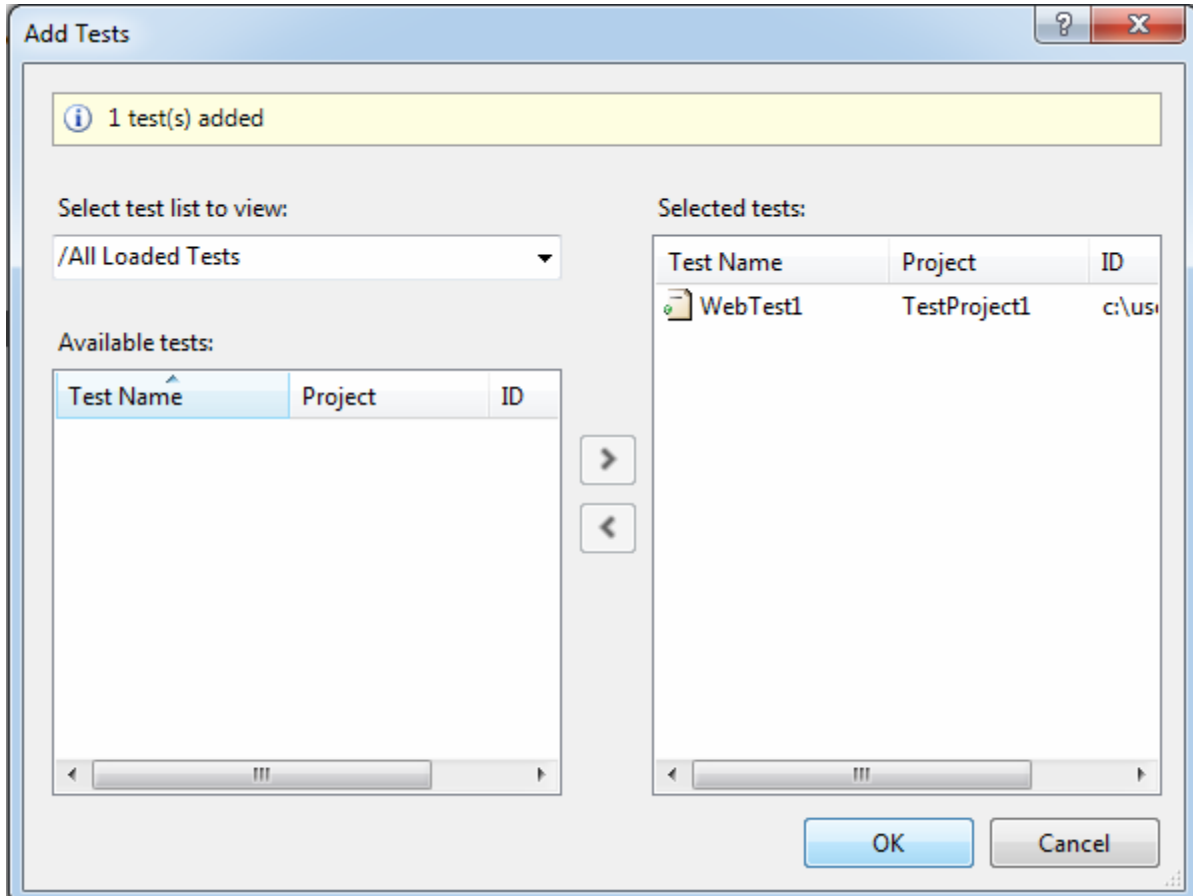 Add Tests
1 test(s) added
Select test list to view:
/All Loaded Tests
Available tests:
Test Name Project ID
Selected tests:
Test Name Project ID
WebTest1 TestProject1 c:\us
OK Cancel